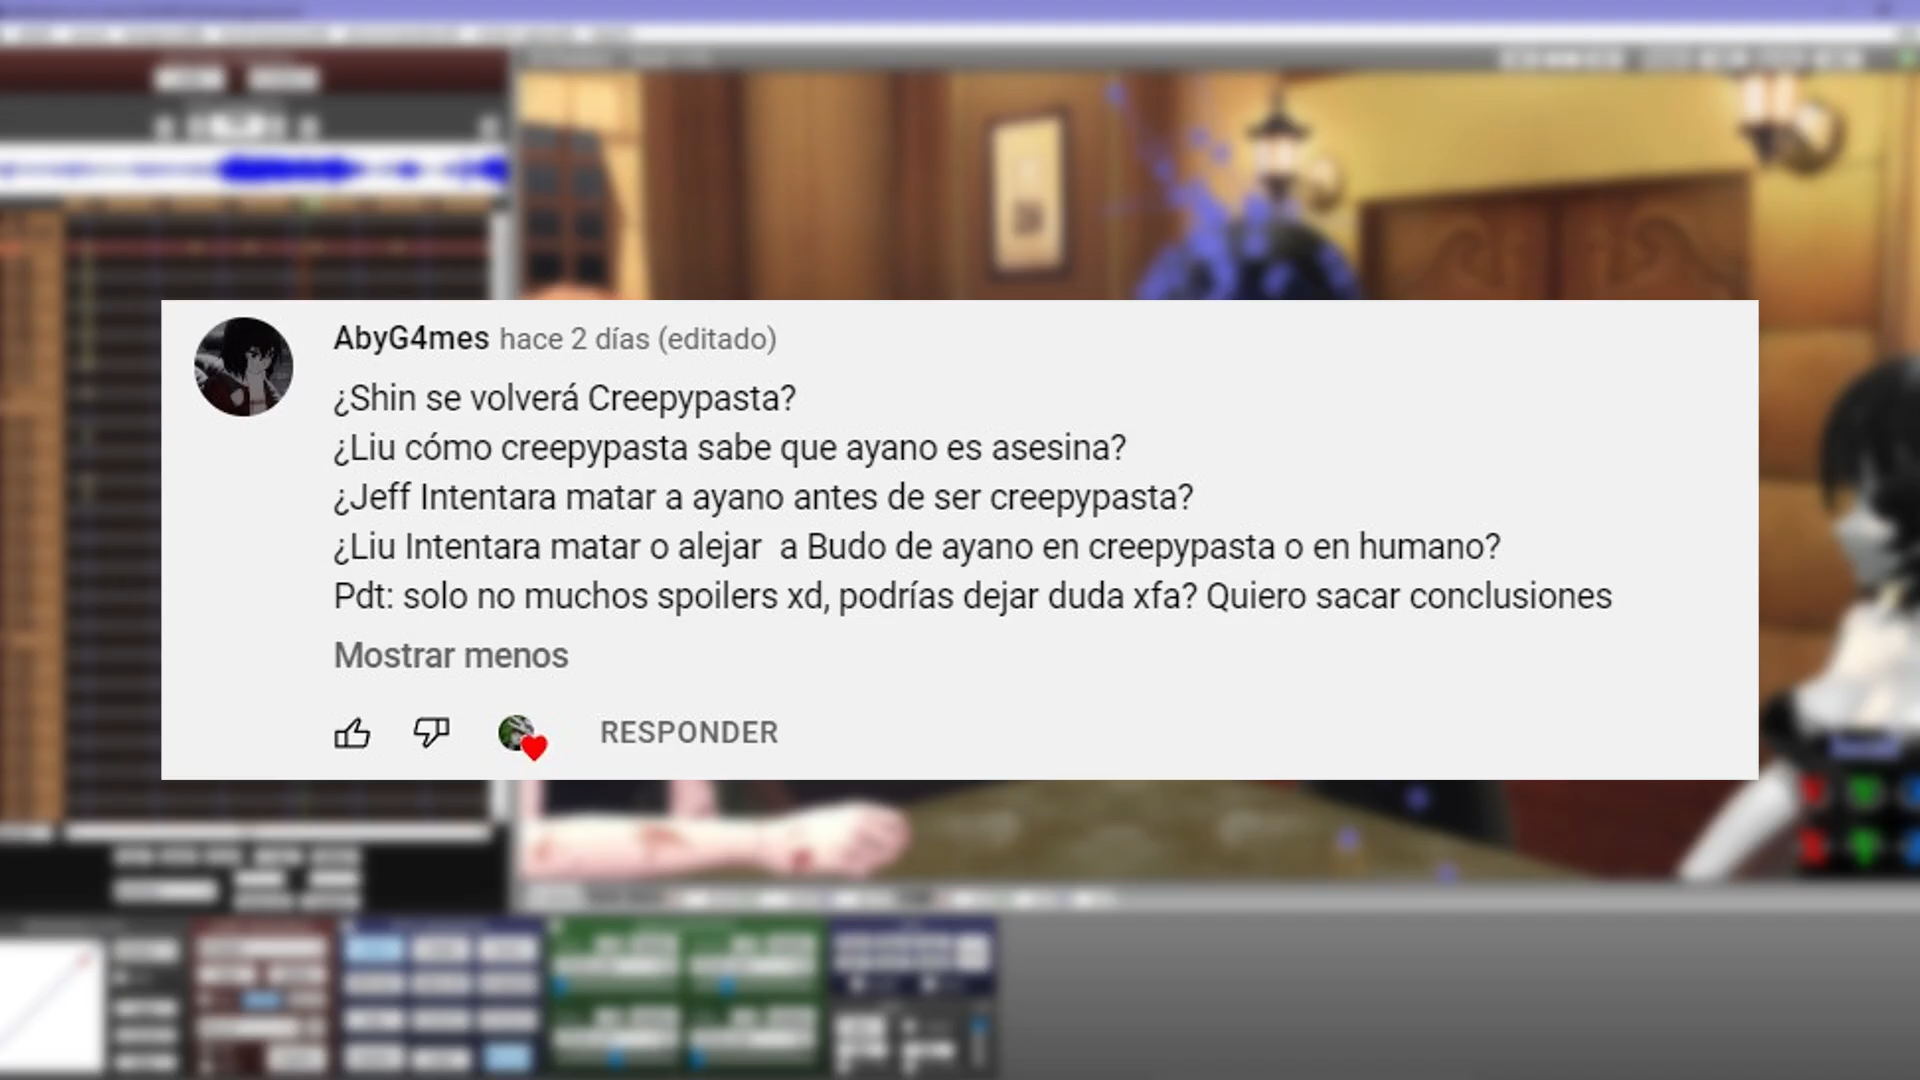 AbyG4mes hace 2 días (editado)
¿Shin se volverá Creepypasta?
¿Liu cómo creepypasta sabe que ayano es asesina?
¿Jeff Intentara matar a ayano antes de ser creepypasta?
¿Liu Intentara matar o alejar  a Budo de ayano en creepypasta o en humano?
Pdt: solo no muchos spoilers xd, podrías dejar duda xfa? Quiero sacar conclusiones
Mostrar menos
RESPONDER